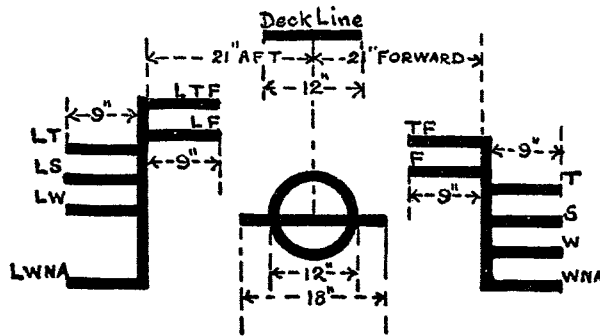 Deck Line
21" AFT 21" FORWARD
LTF
12"
9"
LF
TF
9"
LT
F
LS
9"
9"
T
LW
S
W
LWNA
12"
WNA
18"